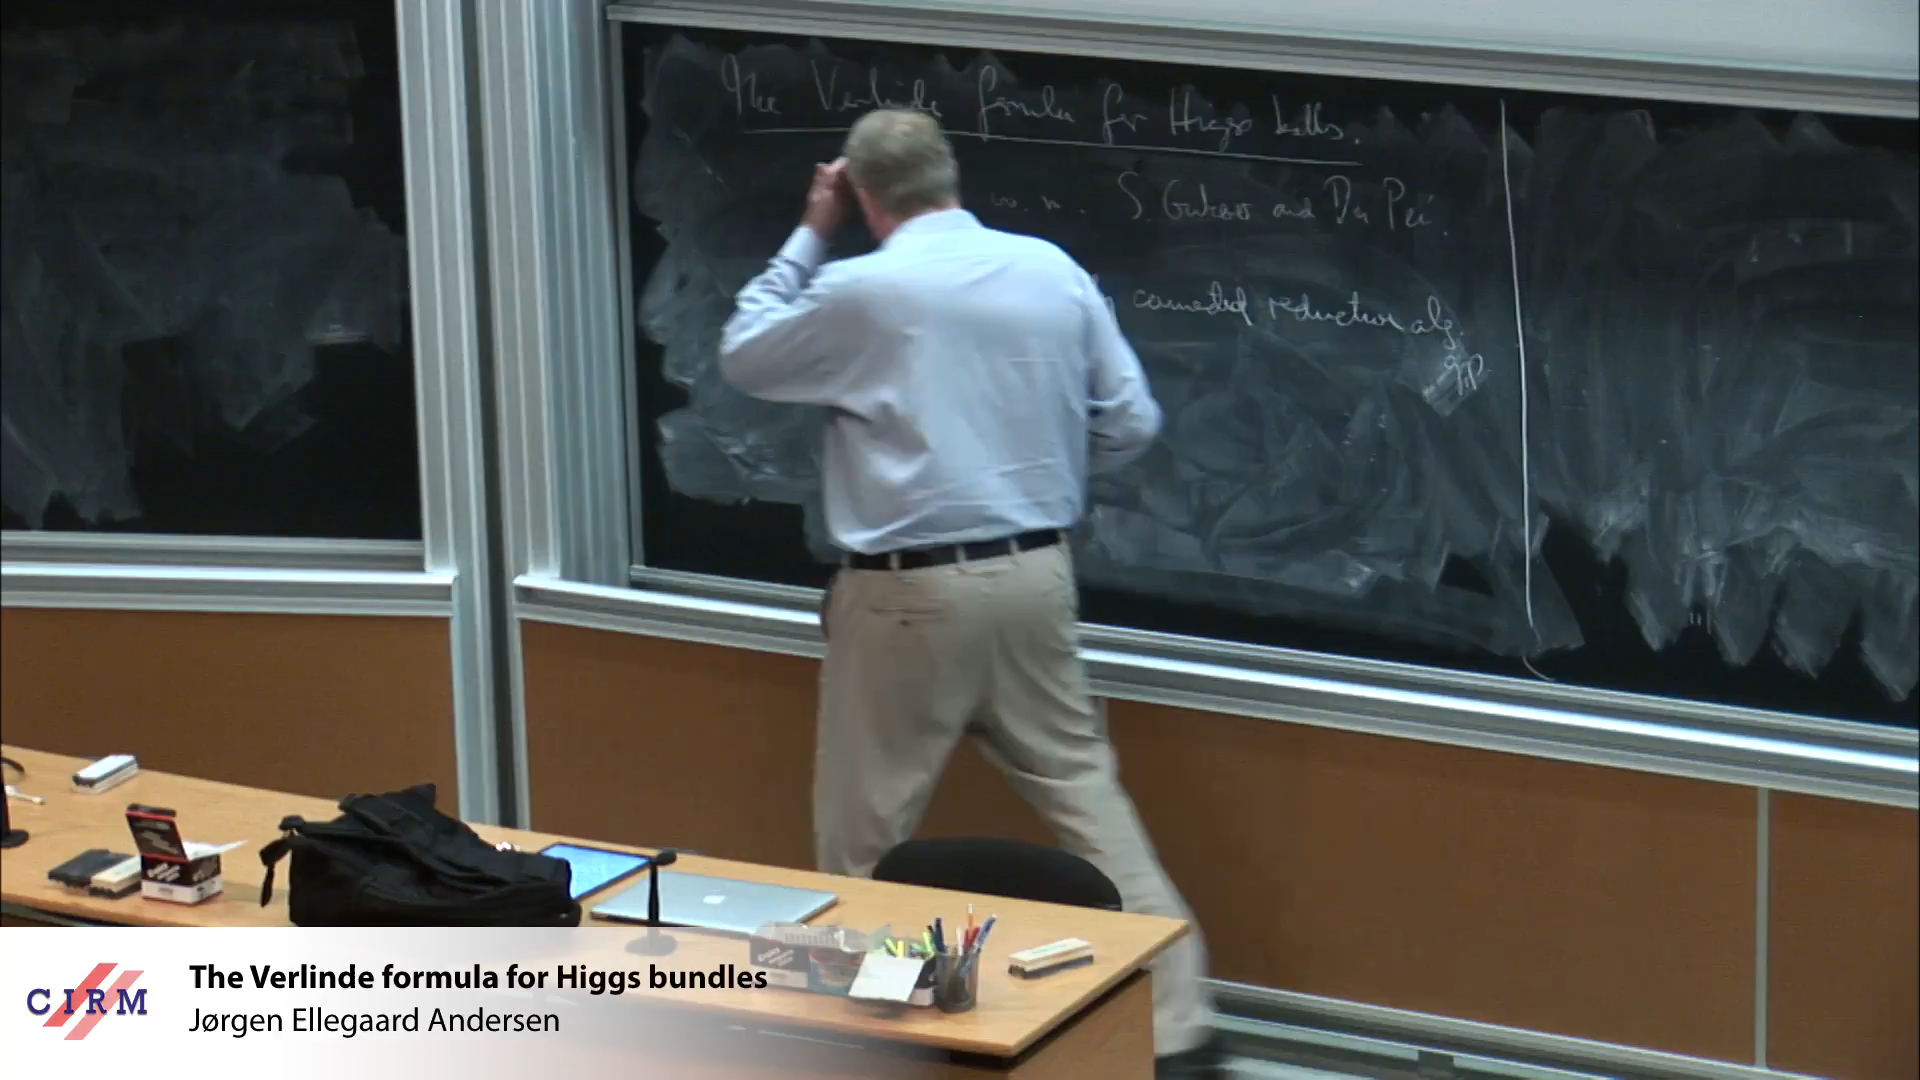 The Verlinde formula for Higgs bdls.
w. w. S. Gukov and Du Pei.
connected reductive alg.
grp.
CIRM
The Verlinde formula for Higgs bundles
Jørgen Ellegaard Andersen